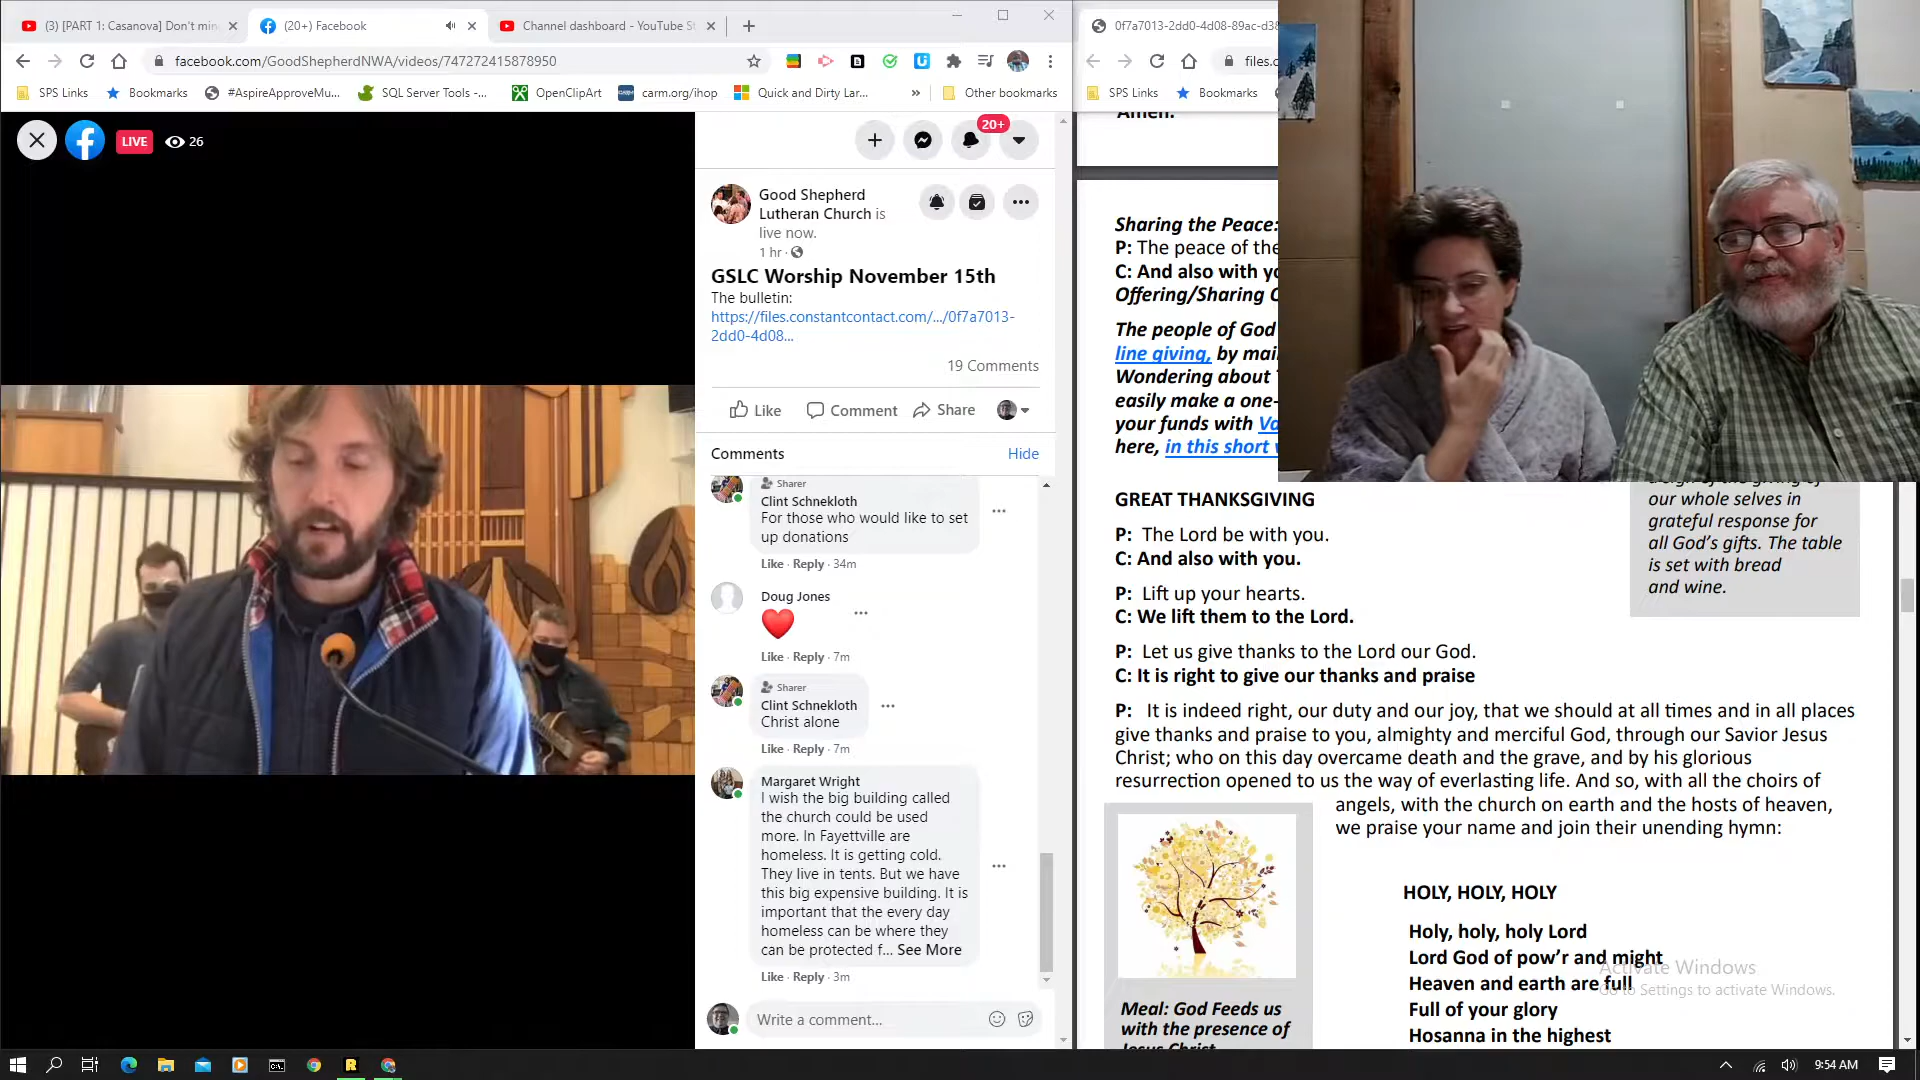 (3) [PART 1: Casanova] Don't min
(20+) Facebook
Channel dashboard - YouTube St
0f7a7013-2dd0-4d08-89ac-d38
facebook.com/GoodShepherdNWA/videos/747272415878950
files.c
SPS Links
Bookmarks
#AspireApproveMu...
SQL Server Tools -...
OpenClipArt
carm.org/ihop
Quick and Dirty Lar...
»
Other bookmarks
SPS Links
Bookmarks
LIVE
26
20+
Good Shepherd
Lutheran Church is
live now.
1 hr ·
GSLC Worship November 15th
The bulletin:
https://files.constantcontact.com/.../0f7a7013-
2dd0-4d08...
19 Comments
Like
Comment
Share
Comments
Hide
Sharer
Clint Schnekloth
For those who would like to set
up donations
Like · Reply · 34m
Doug Jones
Like · Reply · 7m
Sharer
Clint Schnekloth
Christ alone
Like · Reply · 7m
Margaret Wright
I wish the big building called
the church could be used
more. In Fayettville are
homeless. It is getting cold.
They live in tents. But we have
this big expensive building. It is
important that the every day
homeless can be where they
can be protected f... See More
Like · Reply · 3m
Write a comment...
Amen.
Sharing the Peace:
P: The peace of the
C: And also with yo
Offering/Sharing
The people of God
line giving, by mai
Wondering about
easily make a one-
your funds with Va
here, in this short
GREAT THANKSGIVING
P: The Lord be with you.
C: And also with you.
P: Lift up your hearts.
C: We lift them to the Lord.
P: Let us give thanks to the Lord our God.
C: It is right to give our thanks and praise
our whole selves in
grateful response for
all God's gifts. The table
is set with bread
and wine.
P: It is indeed right, our duty and our joy, that we should at all times and in all places
give thanks and praise to you, almighty and merciful God, through our Savior Jesus
Christ; who on this day overcame death and the grave, and by his glorious
resurrection opened to us the way of everlasting life. And so, with all the choirs of
angels, with the church on earth and the hosts of heaven,
we praise your name and join their unending hymn:
HOLY, HOLY, HOLY
Holy, holy, holy Lord
Lord God of pow'r and might
Heaven and earth are full
Full of your glory
Hosanna in the highest
Meal: God Feeds us
with the presence of
Jesus Christ
Activate Windows
Go to Settings to activate Windows.
9:54 AM